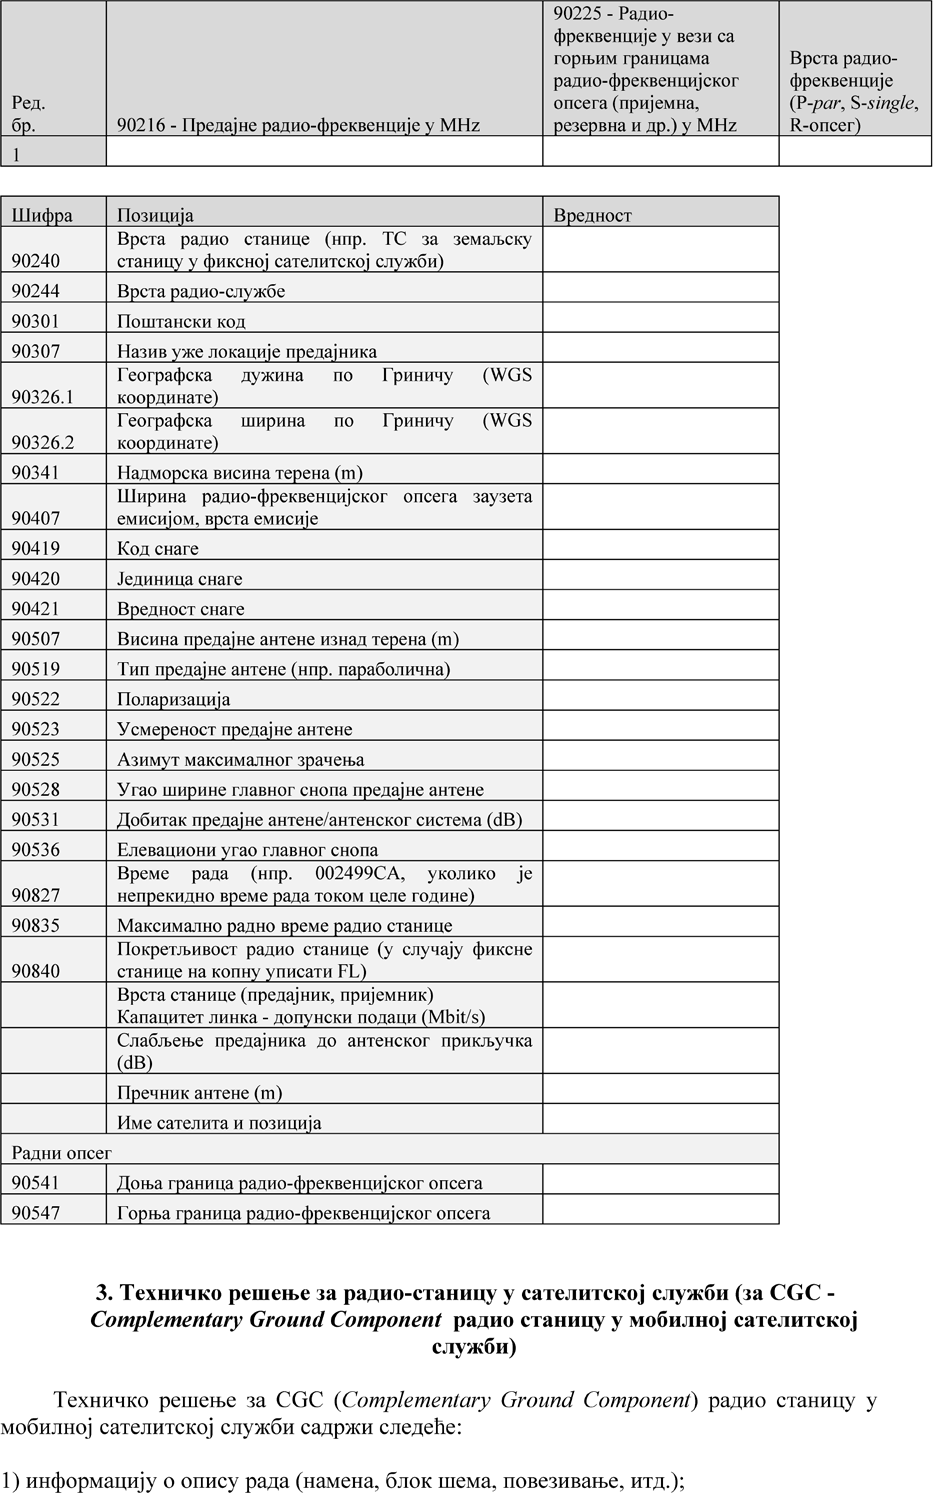 Ред.
бр.
90216 - Предајне радио-фреквенције у MHz
90225 - Радио-
фреквенције у вези са
горњим границама
радио-фреквенцијског
опсега (пријемна,
резервна и др.) у MHz
Врста радио-
фреквенције
(P-par, S-single,
R-опсег)
1
Шифра Позиција Вредност
90240 Врста радио станице (нпр. ТС за земаљску
станицу у фиксној сателитској служби)
90244 Врста радио-службе
90301 Поштански код
90307 Назив уже локације предајника
90326.1 Географска дужина по Гриничу (WGS
координате)
90326.2 Географска ширина по Гриничу (WGS
координате)
90341 Надморска висина терена (m)
90407 Ширина радио-фреквенцијског опсега заузета
емисијом, врста емисије
90419 Код снаге
90420 Јединица снаге
90421 Вредност снаге
90507 Висина предајне антене изнад терена (m)
90519 Тип предајне антене (нпр. параболична)
90522 Поларизација
90523 Усмереност предајне антене
90525 Азимут максималног зрачења
90528 Угао ширине главног снопа предајне антене
90531 Добитак предајне антене/антенског система (dB)
90536 Елевациони угао главног снопа
90827 Време рада (нпр. 002499CA, уколико је
непрекидно време рада током целе године)
90835 Максимално радно време радио станице
90840 Покретљивост радио станице (у случају фиксне
станице на копну уписати FL)
Врста станице (предајник, пријемник)
Капацитет линка - допунски подаци (Mbit/s)
Слабљење предајника до антенског прикључка
(dB)
Пречник антене (m)
Име сателита и позиција
Радни опсег
90541 Доња граница радио-фреквенцијског опсега
90547 Горња граница радио-фреквенцијског опсега
3. Техничко решење за радио-станицу у сателитској служби (за CGC -
Complementary Ground Component радио станицу у мобилној сателитској
служби)
Техничко решење за CGC (Complementary Ground Component) радио станицу у
мобилној сателитској служби садржи следеће:
1) информацију о опису рада (намена, блок шема, повезивање, итд.);